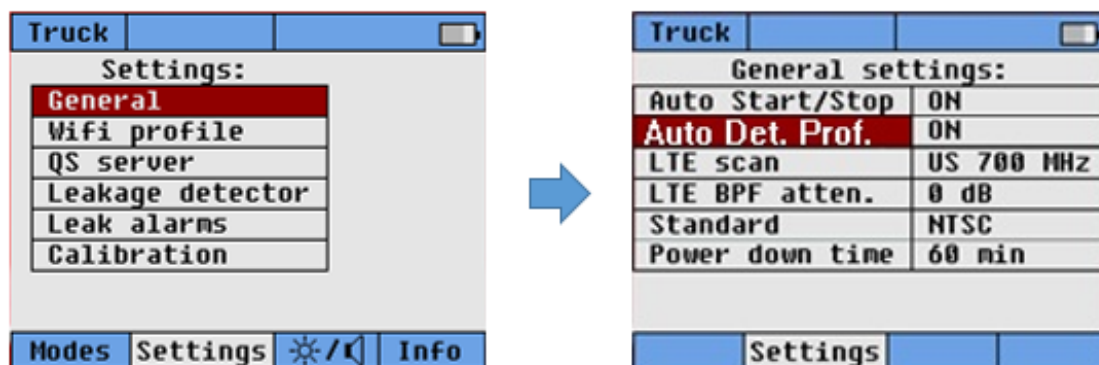 Truck
Settings:
General
Wifi profile
QS server
Leakage detector
Leak alarms
Calibration
Modes Settings / Info
Truck
General settings:
Auto Start/Stop ON
Auto Det. Prof. ON
LTE scan US 700 MHz
LTE BPF atten. 0 dB
Standard NTSC
Power down time 60 min
Settings